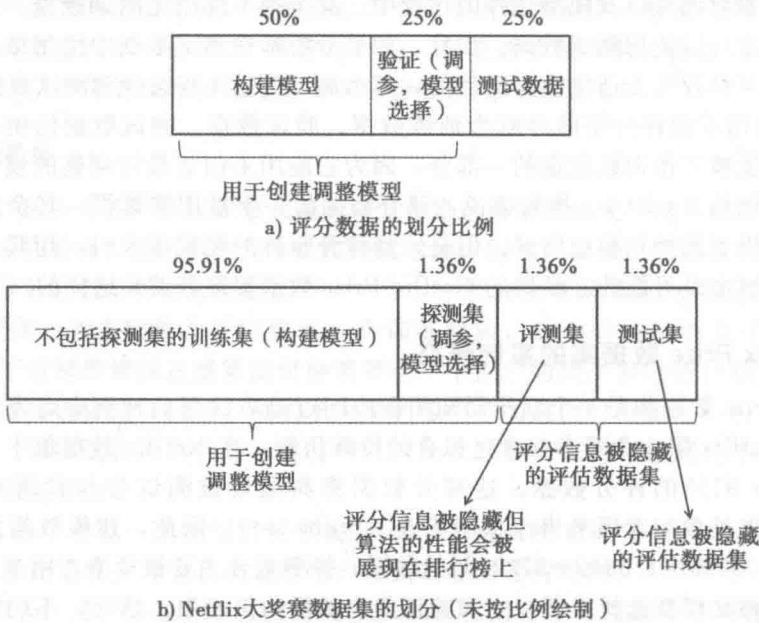 50% 25% 25%
构建模型
验证（调
参，模型
选择）
测试数据
用于创建调整模型
a) 评分数据的划分比例
95.91% 1.36% 1.36% 1.36%
不包括探测集的训练集（构建模型）
探测集
（调参，
模型选择）
评测集
测试集
用于创建
调整模型
评分信息被隐藏
的评估数据集
评分信息被隐藏但
算法的性能会被
展现在排行榜上
评分信息被隐藏
的评估数据集
b) Netflix大奖赛数据集的划分（未按比例绘制）